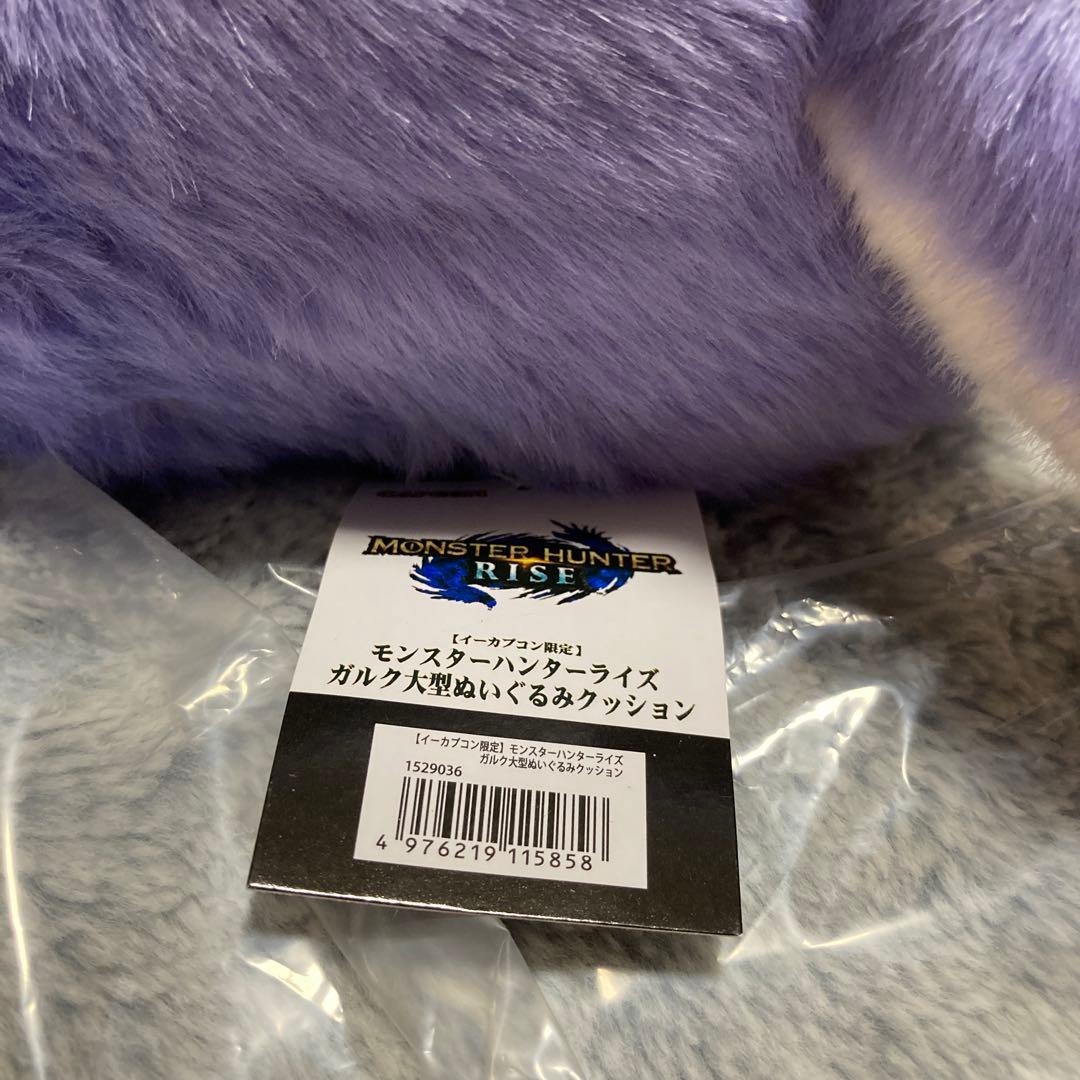 MONSTER HUNTER
RISE
【イーカプコン限定】
モンスターハンターライズ
ガルク大型ぬいぐるみクッション
【イーカプコン限定】モンスターハンターライズ
ガルク大型ぬいぐるみクッション
1529036
4 976219 115858